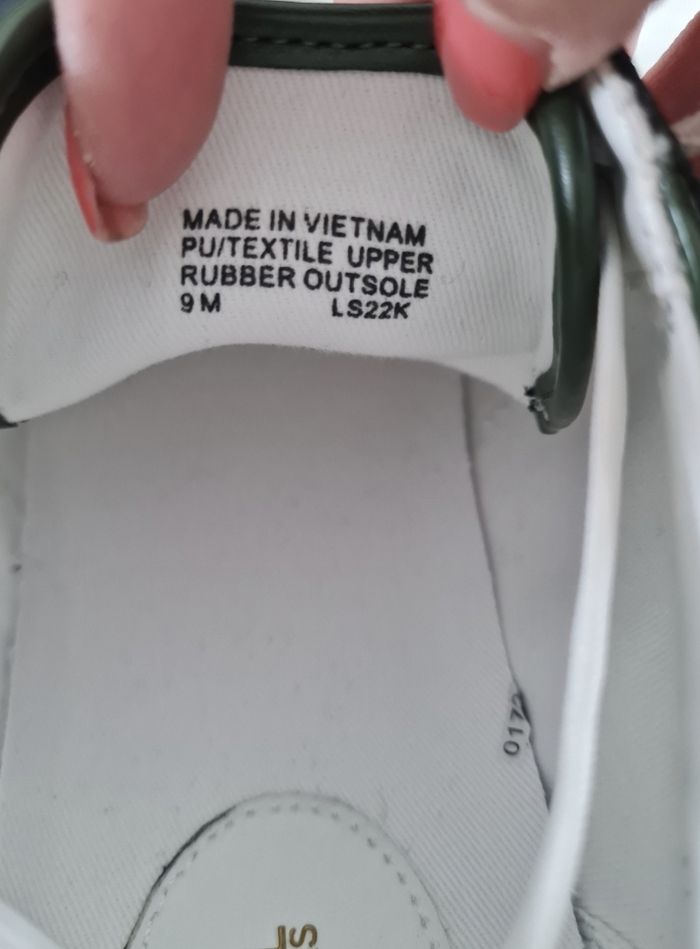 MADE IN VIETNAM
PU/TEXTILE UPPER
RUBBER OUTSOLE
9 M LS22K